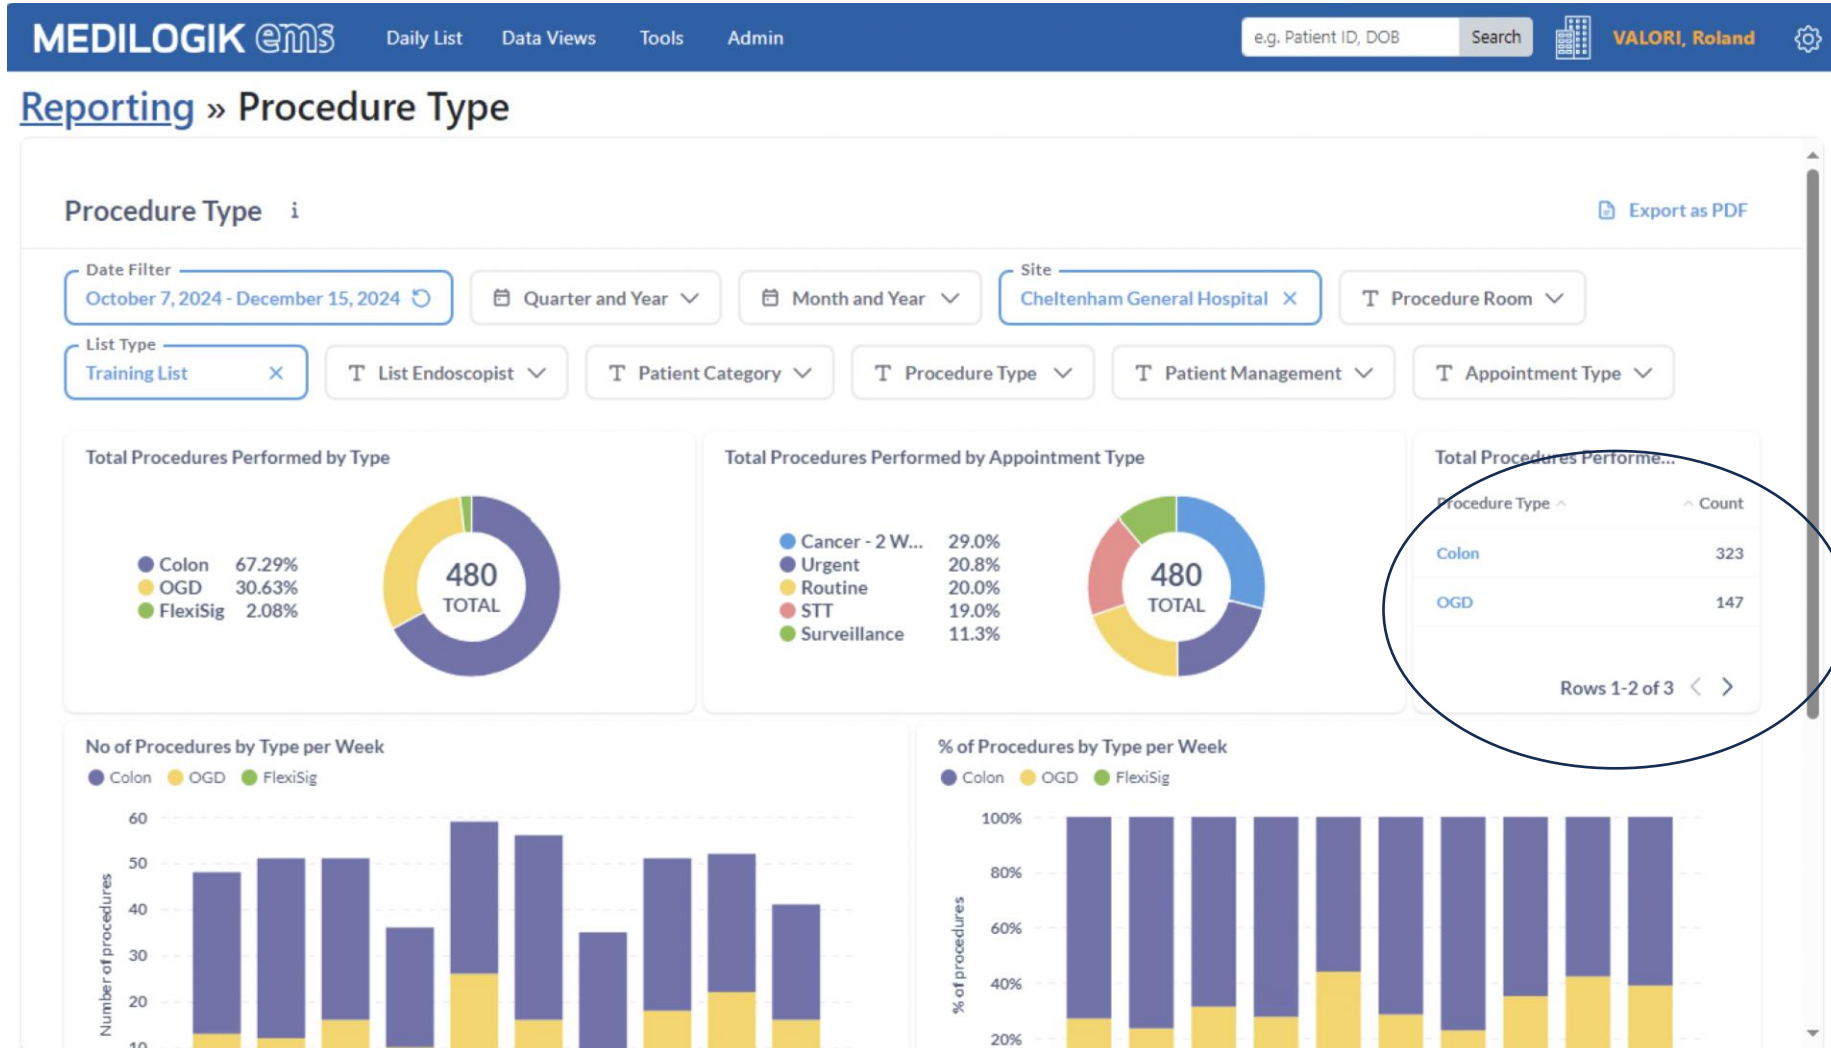 MEDILOGIK ems Daily List Data Views Tools Admin e.g. Patient ID, DOB Search VALORI, Roland
Reporting » Procedure Type
Procedure Type i Export as PDF
Date Filter Site
October 7, 2024 - December 15, 2024 Quarter and Year Month and Year Cheltenham General Hospital × T Procedure Room
List Type
Training List × T List Endoscopist T Patient Category T Procedure Type T Patient Management T Appointment Type
Total Procedures Performed by Type
Colon 67.29%
OGD 30.63%
FlexiSig 2.08%
480
TOTAL
Total Procedures Performed by Appointment Type
Cancer - 2 W... 29.0%
Urgent 20.8%
Routine 20.0%
STT 19.0%
Surveillance 11.3%
480
TOTAL
Total Procedures Performe...
Procedure Type Count
Colon 323
OGD 147
Rows 1-2 of 3
No of Procedures by Type per Week
Colon OGD FlexiSig
Number of procedures
60
50
40
30
20
10
% of Procedures by Type per Week
Colon OGD FlexiSig
% of procedures
100%
80%
60%
40%
20%